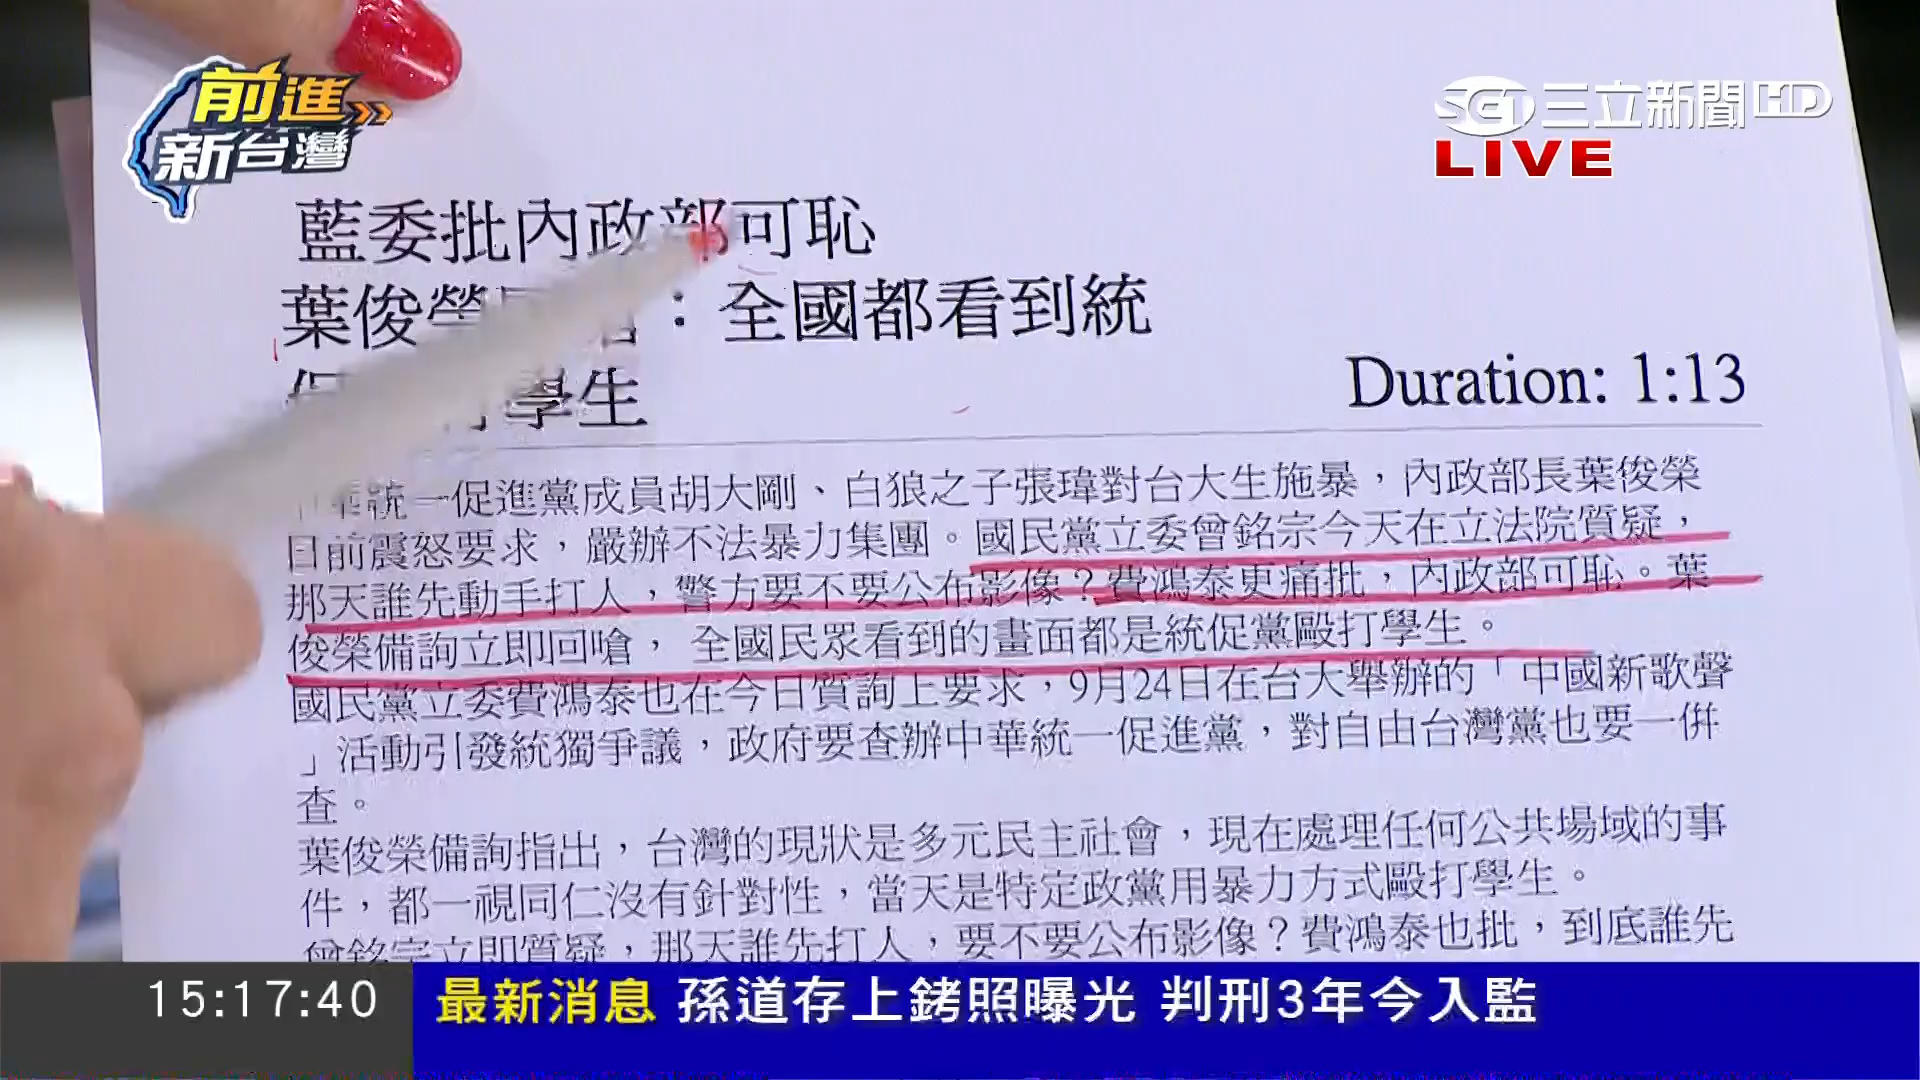 前進
新台灣
SET三立新聞HD
LIVE
藍委批內政部可恥
葉俊榮 ：全國都看到統
學生
Duration: 1:13
統一促進黨成員胡大剛、白狼之子張瑋對台大生施暴，內政部長葉俊榮
日前震怒要求，嚴辦不法暴力集團。國民黨立委曾銘宗今天在立法院質疑，
那天誰先動手打人，警方要不要公布影像？費鴻泰更痛批，內政部可恥。葉
俊榮備詢立即回嗆， 全國民眾看到的畫面都是統促黨毆打學生。
國民黨立委費鴻泰也在今日質詢上要求，9月24日在台大舉辦的「中國新歌聲
」活動引發統獨爭議，政府要查辦中華統一促進黨，對自由台灣黨也要一併
查。
葉俊榮備詢指出，台灣的現狀是多元民主社會，現在處理任何公共場域的事
件，都一視同仁沒有針對性，當天是特定政黨用暴力方式毆打學生。
曾銘宗立即質疑，那天誰先打人，要不要公布影像？費鴻泰也批，到底誰先
15:17:40 最新消息 孫道存上銬照曝光 判刑3年今入監